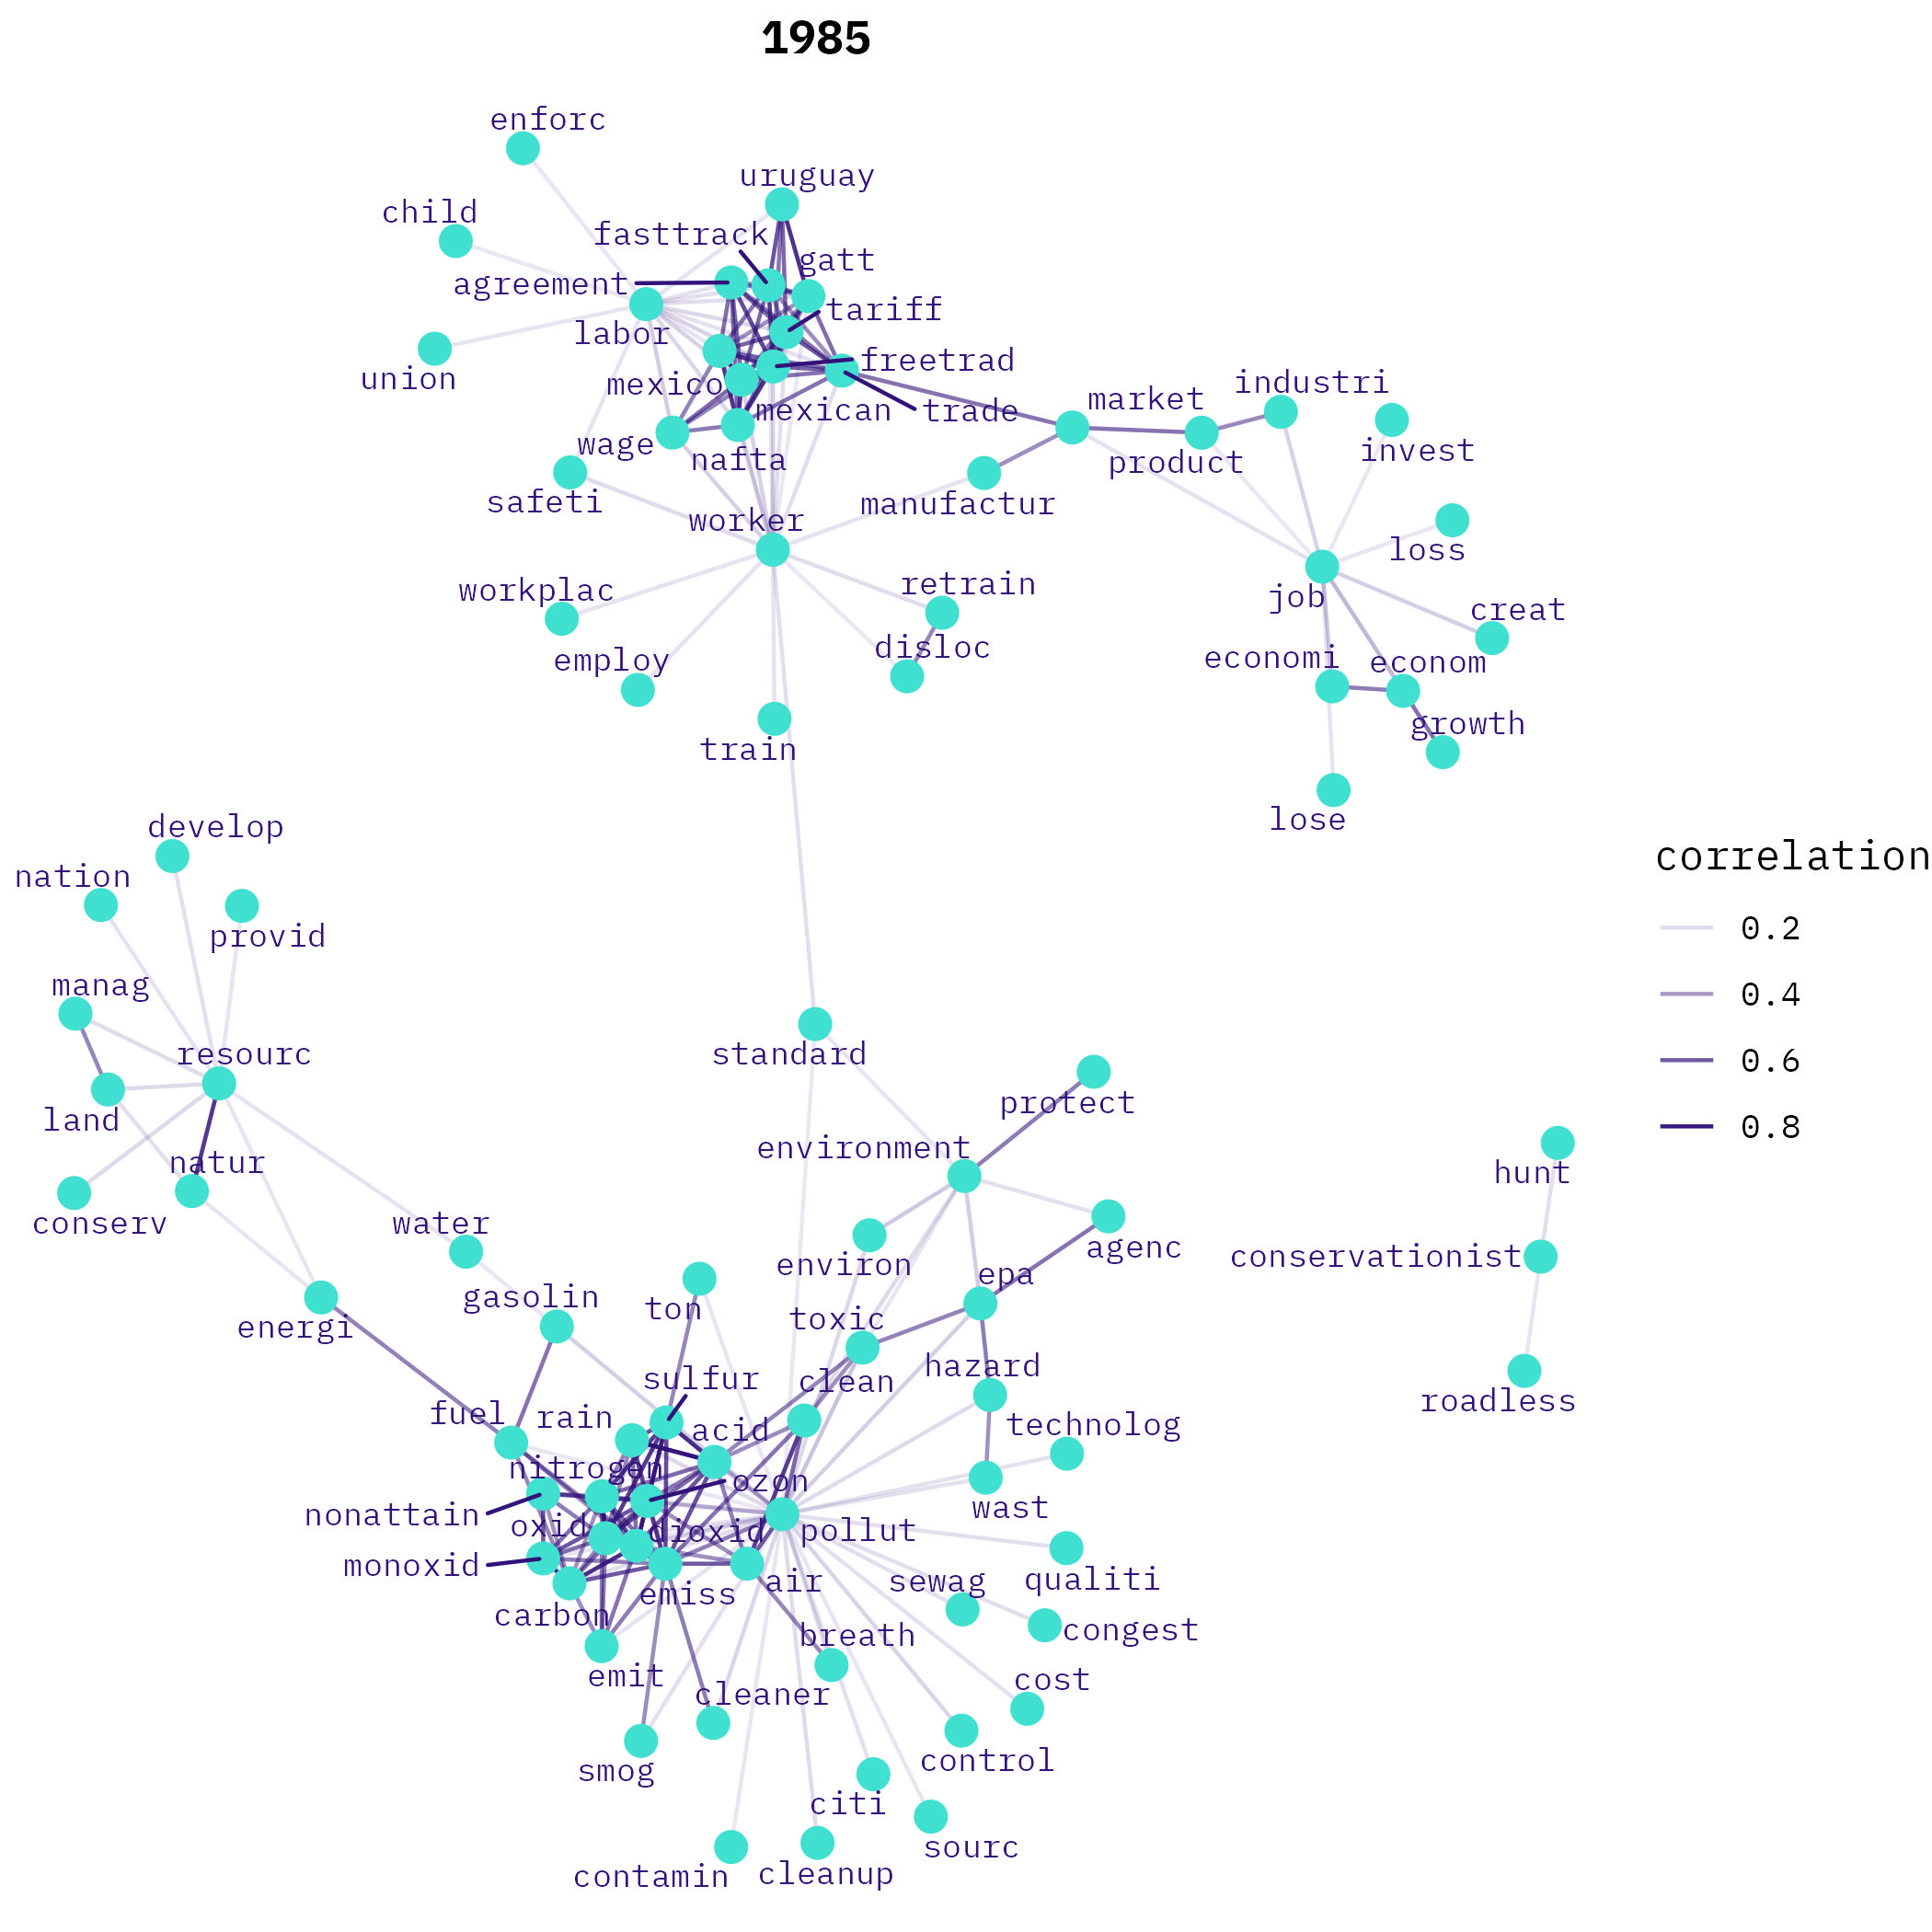 1985
enforc
uruguay
child
fasttrack
gatt
agreement
tariff
labor
freetrad
union
mexico
industri
market
mexican
trade
wage
nafta
product
invest
safeti
manufactur
worker
loss
retrain
workplac
job
creat
disloc
employ
economi
econom
growth
train
lose
develop
correlation
nation
0.2
provid
manag
0.4
resourc
standard
0.6
protect
land
0.8
environment
natur
hunt
conserv
water
agenc
conservationist
environ
epa
gasolin
ton
toxic
energi
hazard
sulfur
clean
roadless
fuel
rain
acid
technolog
nitrogen
ozon
nonattain
wast
oxid
dioxid
pollut
monoxid
air
sewag
qualiti
emiss
carbon
breath
congest
emit
cost
cleaner
control
smog
citi
sourc
contamin
cleanup